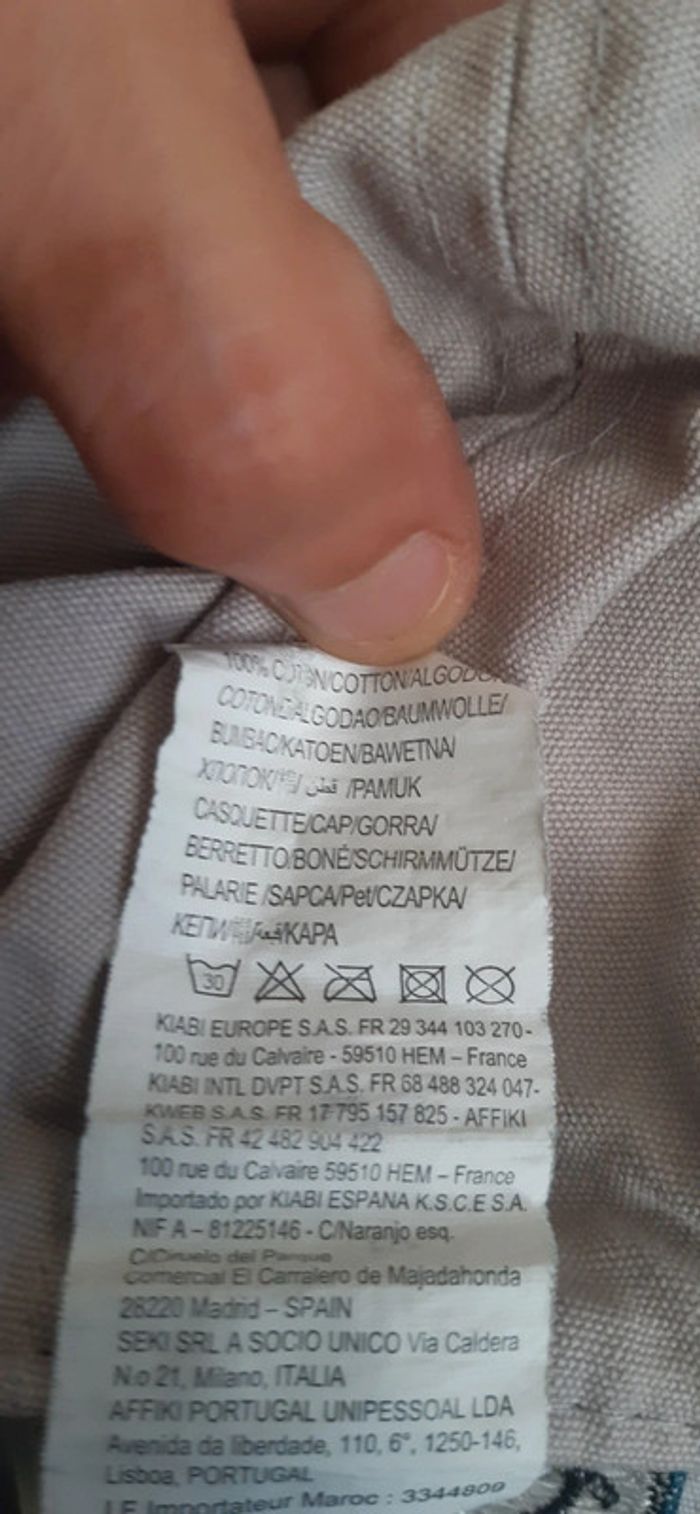 100% COTON/COTTON/ALGODO
COTONE/ALGODAO/BAUMWOLLE/
BUMBAC/KATOEN/BAWETNA/
ХЛОПОК/ قطن /PAMUK
CASQUETTE/CAP/GORRA/
BERRETTO/BONÉ/SCHIRMMÜTZE/
PALARIE /SAPCA/Pet/CZAPKA/
КЕПИ/ /KAPA
30
KIABI EUROPE S.A.S. FR 29 344 103 270-
100 rue du Calvaire - 59510 HEM – France
KIABI INTL DVPT S.A.S. FR 68 488 324 047-
KWEB S.A.S. FR 17 795 157 825 - AFFIKI
S.A.S. FR 42 482 904 422
100 rue du Calvaire 59510 HEM – France
Importado por KIABI ESPANA K.S.C.E S.A.
NIF A – 81225146 - C/Naranjo esq.
C/Ciruelo del Parque
Comercial El Carralero de Majadahonda
28220 Madrid – SPAIN
SEKI SRL A SOCIO UNICO Via Caldera
N.o 21, Milano, ITALIA
AFFIKI PORTUGAL UNIPESSOAL LDA
Avenida da liberdade, 110, 6°, 1250-146,
Lisboa, PORTUGAL
LE Importateur Maroc : 3344809